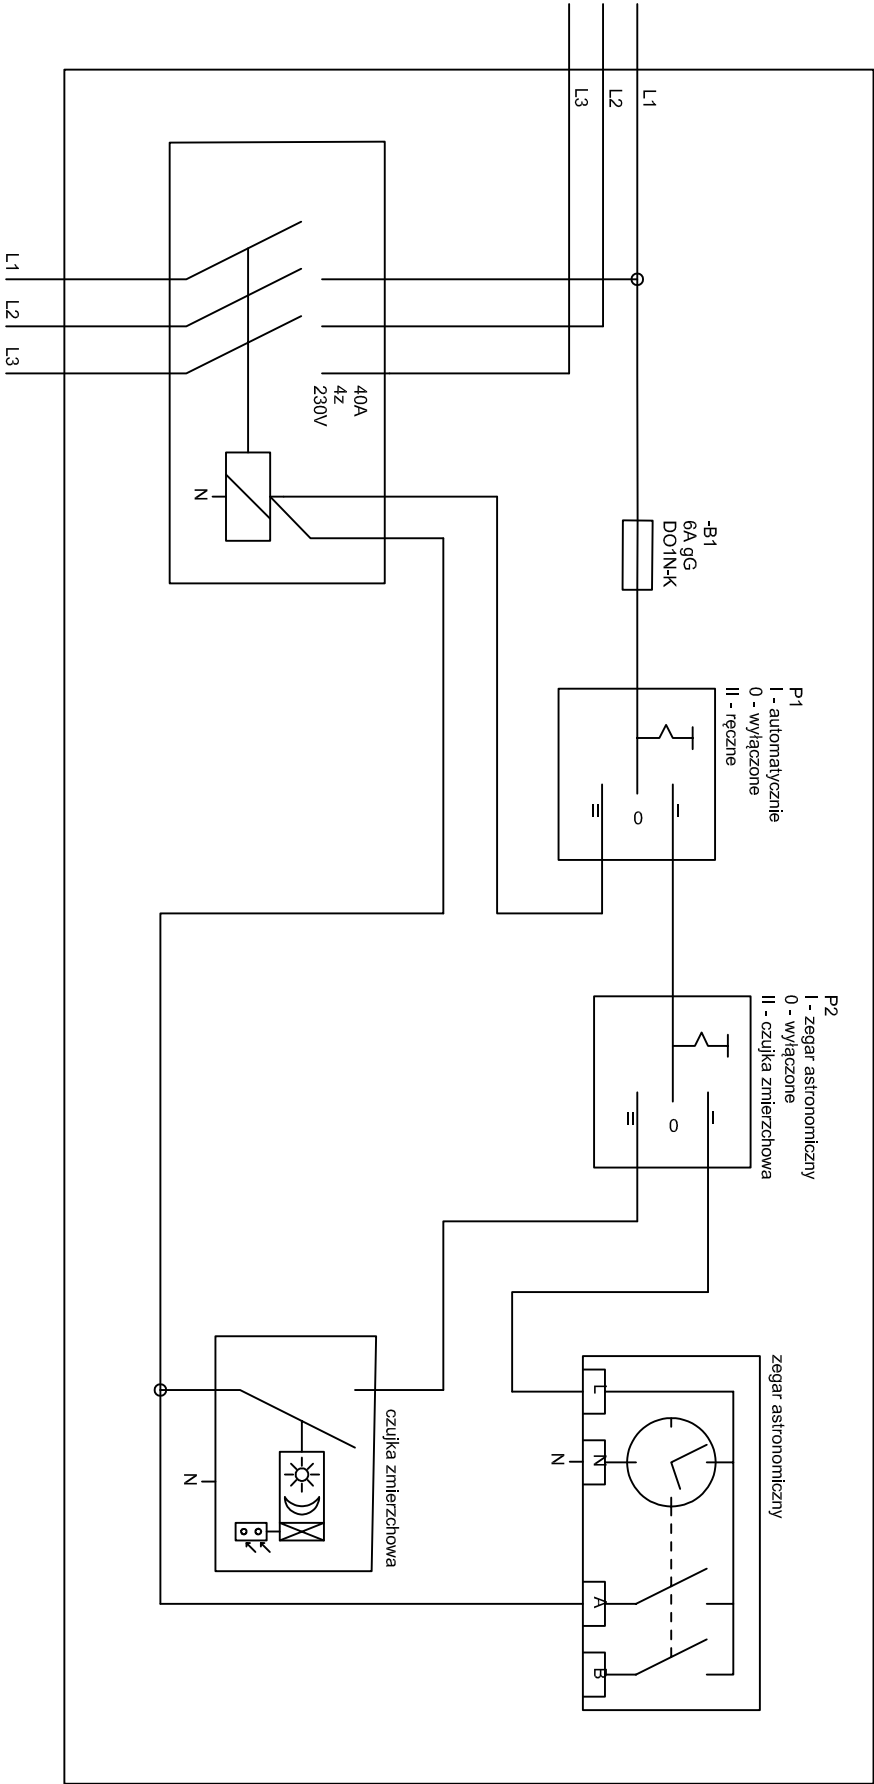 L1
L2
L3
L1
L2
L3
40A
4z
230V
N
-B1
6A gG
DO1N-K
P1
I - automatycznie
0 - wyłączone
II - ręczne
I
0
II
P2
I - zegar astronomiczny
0 - wyłączone
II - czujka zmierzchowa
I
0
II
zegar astronomiczny
L
N
N
A
B
czujka zmierzchowa
N